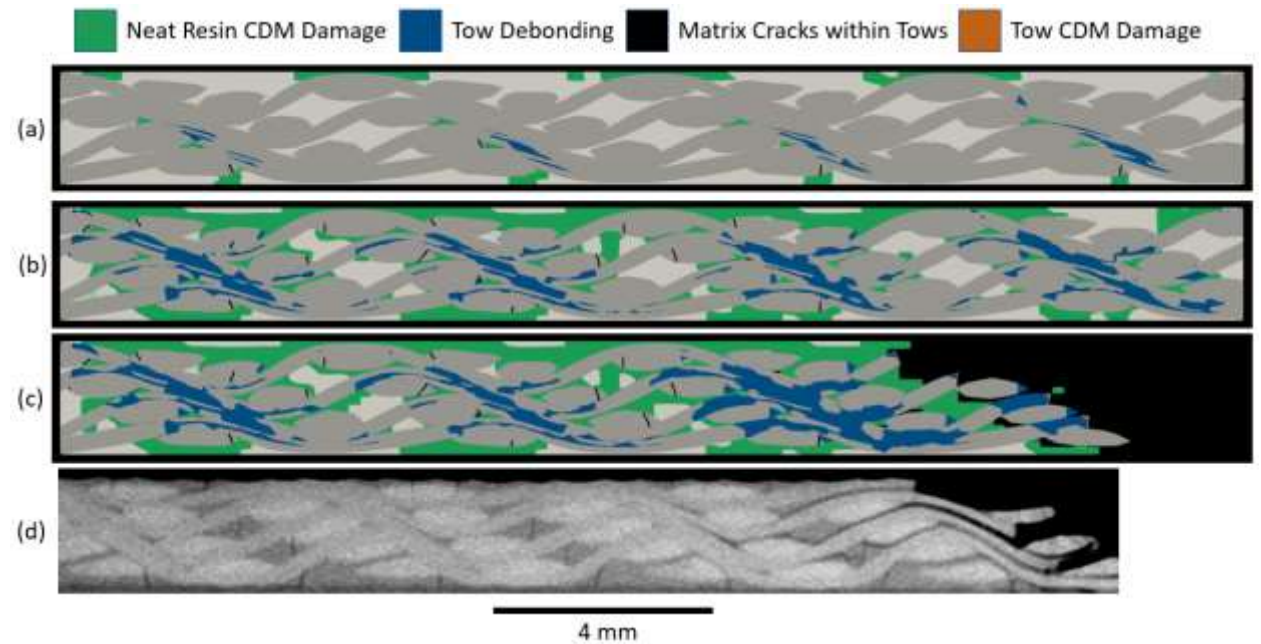 Neat Resin CDM Damage Tow Debonding Matrix Cracks within Tows Tow CDM Damage
(a)
(b)
(c)
(d)
4 mm